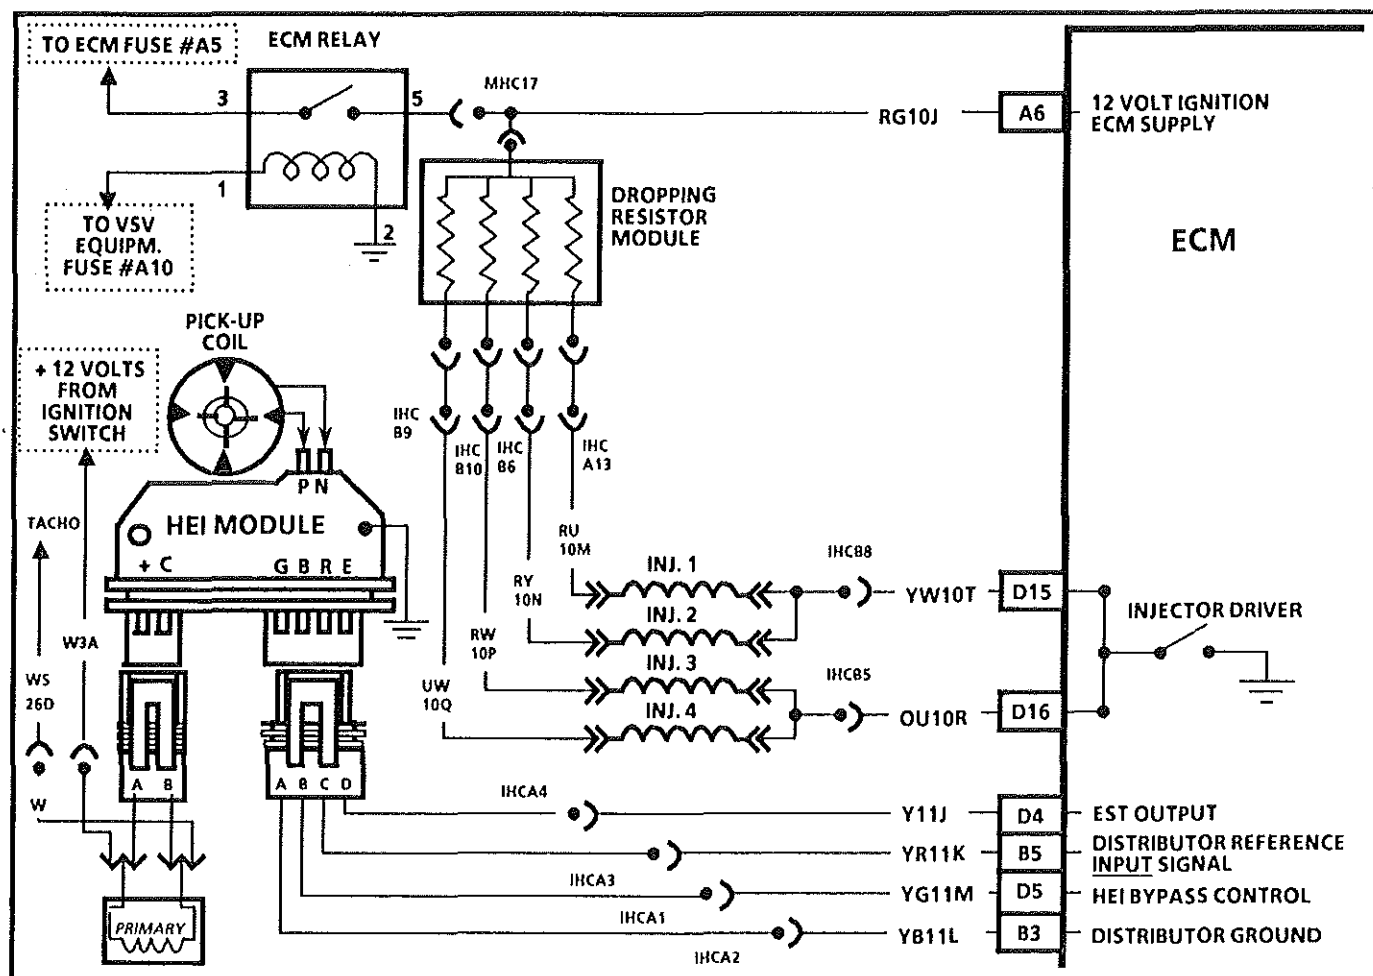 TO ECM FUSE #A5
ECM RELAY
3
5
MHC17
RG10J
A6
12 VOLT IGNITION
ECM SUPPLY
1
2
TO VSV
EQUIPM.
FUSE #A10
DROPPING
RESISTOR
MODULE
ECM
PICK-UP
COIL
+ 12 VOLTS
FROM
IGNITION
SWITCH
IHC
B9
IHC
B10
IHC
B6
IHC
A13
P N
TACHO
HEI MODULE
+ C
G B R E
RU
10M
RY
10N
RW
10P
UW
10Q
INJ. 1
INJ. 2
INJ. 3
INJ. 4
IHCB8
YW10T
D15
INJECTOR DRIVER
IHCB5
OU10R
D16
W3A
WS
26D
W
A B
A B C D
IHCA4
Y11J
D4
EST OUTPUT
YR11K
B5
DISTRIBUTOR REFERENCE
INPUT SIGNAL
IHCA3
YG11M
D5
HEI BYPASS CONTROL
IHCA1
YB11L
B3
DISTRIBUTOR GROUND
IHCA2
PRIMARY